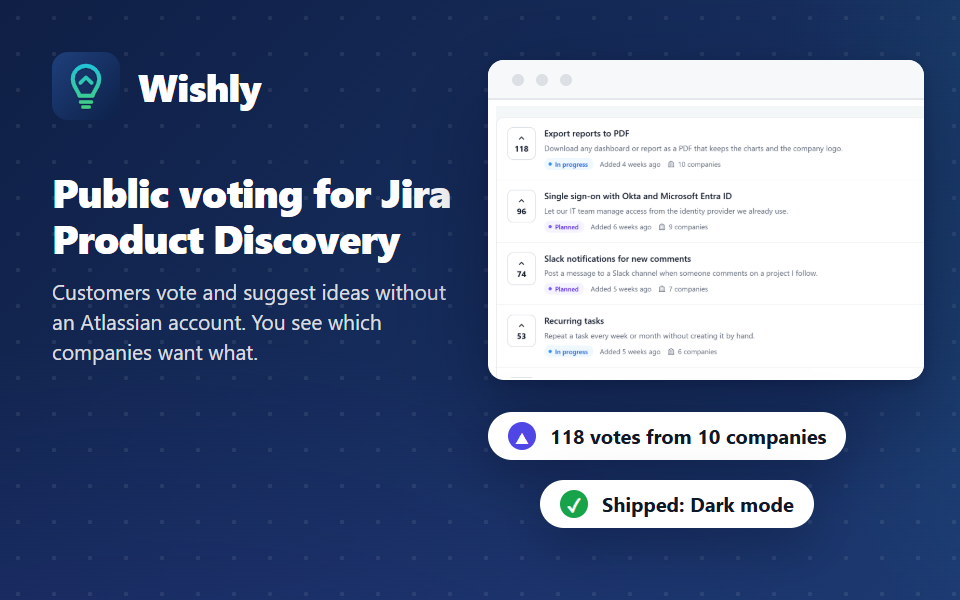 Wishly
Public voting for Jira
Product Discovery
Customers vote and suggest ideas without
an Atlassian account. You see which
companies want what.
118
Export reports to PDF
Download any dashboard or report as a PDF that keeps the charts and the company logo.
In progress Added 4 weeks ago 10 companies
96
Single sign-on with Okta and Microsoft Entra ID
Let our IT team manage access from the identity provider we already use.
Planned Added 6 weeks ago 9 companies
74
Slack notifications for new comments
Post a message to a Slack channel when someone comments on a project I follow.
Planned Added 5 weeks ago 7 companies
53
Recurring tasks
Repeat a task every week or month without creating it by hand.
In progress Added 5 weeks ago 6 companies
118 votes from 10 companies
Shipped: Dark mode